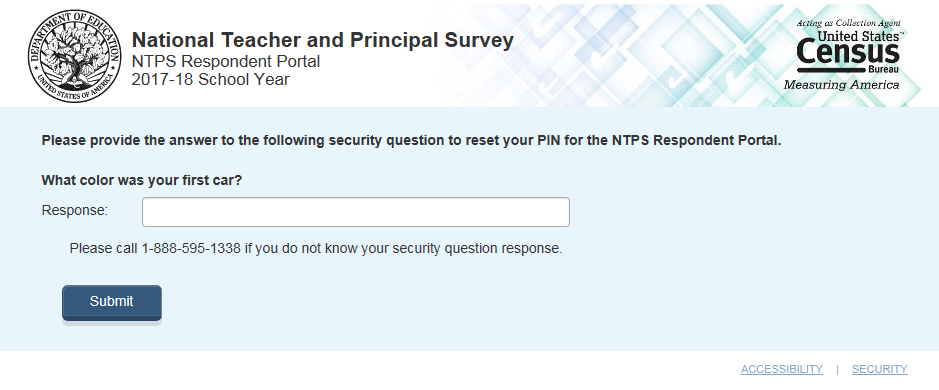 DEPARTMENT OF EDUCATION
UNITED STATES OF AMERICA
National Teacher and Principal Survey
NTPS Respondent Portal
2017-18 School Year
Acting as Collection Agent
United States™
Census
Bureau
Measuring America
Please provide the answer to the following security question to reset your PIN for the NTPS Respondent Portal.
What color was your first car?
Response:
Please call 1-888-595-1338 if you do not know your security question response.
Submit
ACCESSIBILITY | SECURITY